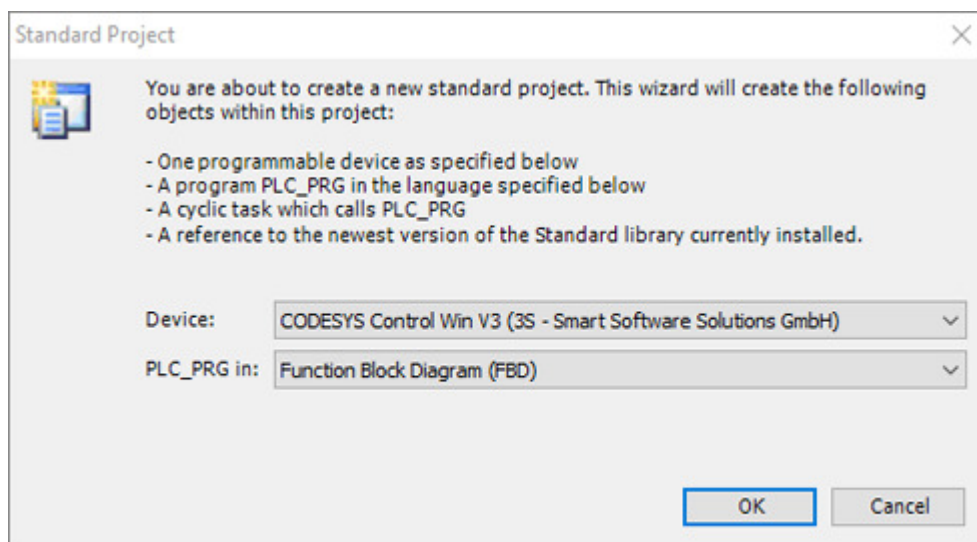 Standard Project
You are about to create a new standard project. This wizard will create the following
objects within this project:
- One programmable device as specified below
- A program PLC_PRG in the language specified below
- A cyclic task which calls PLC_PRG
- A reference to the newest version of the Standard library currently installed.
Device: CODESYS Control Win V3 (3S - Smart Software Solutions GmbH)
PLC_PRG in: Function Block Diagram (FBD)
OK Cancel